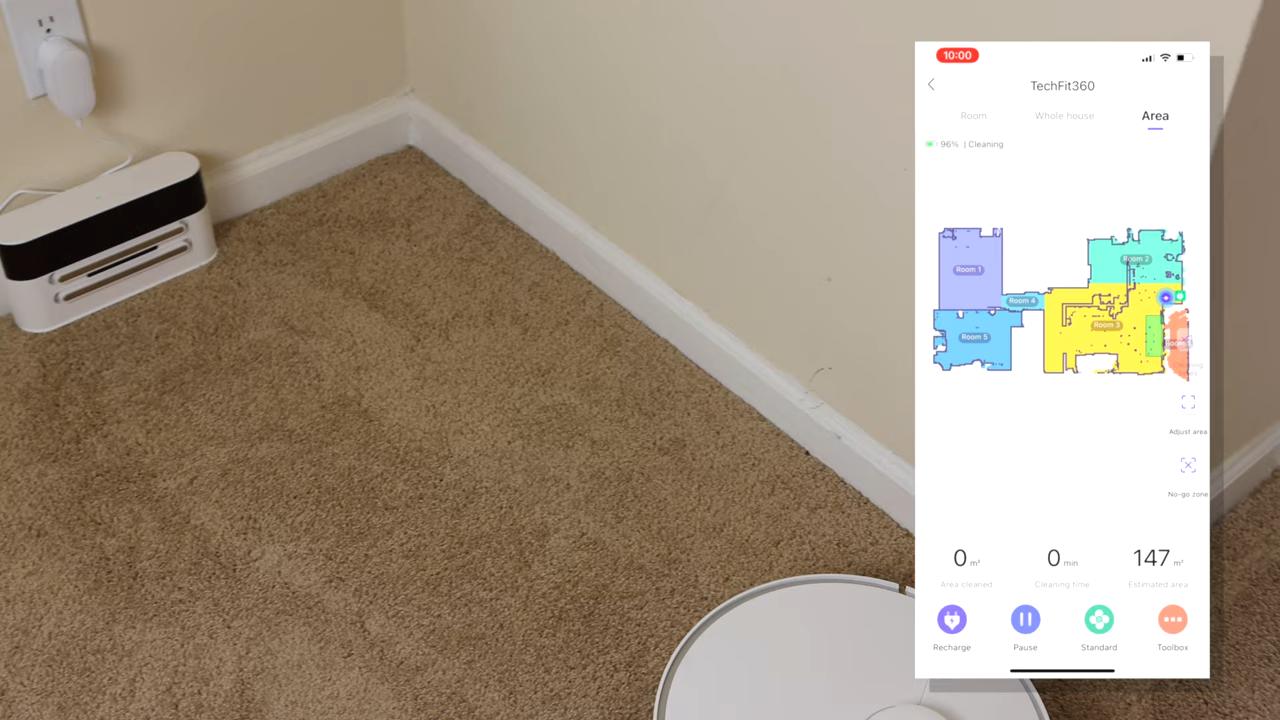 10:00
TechFit360
Room Whole house Area
96% | Cleaning
Room 1
Room 2
Room 4
Room 3
Room 5
Adjust area
No-go zone
0 m² 0 min 147 m²
Area cleaned Cleaning time Estimated area
Recharge Pause Standard Toolbox